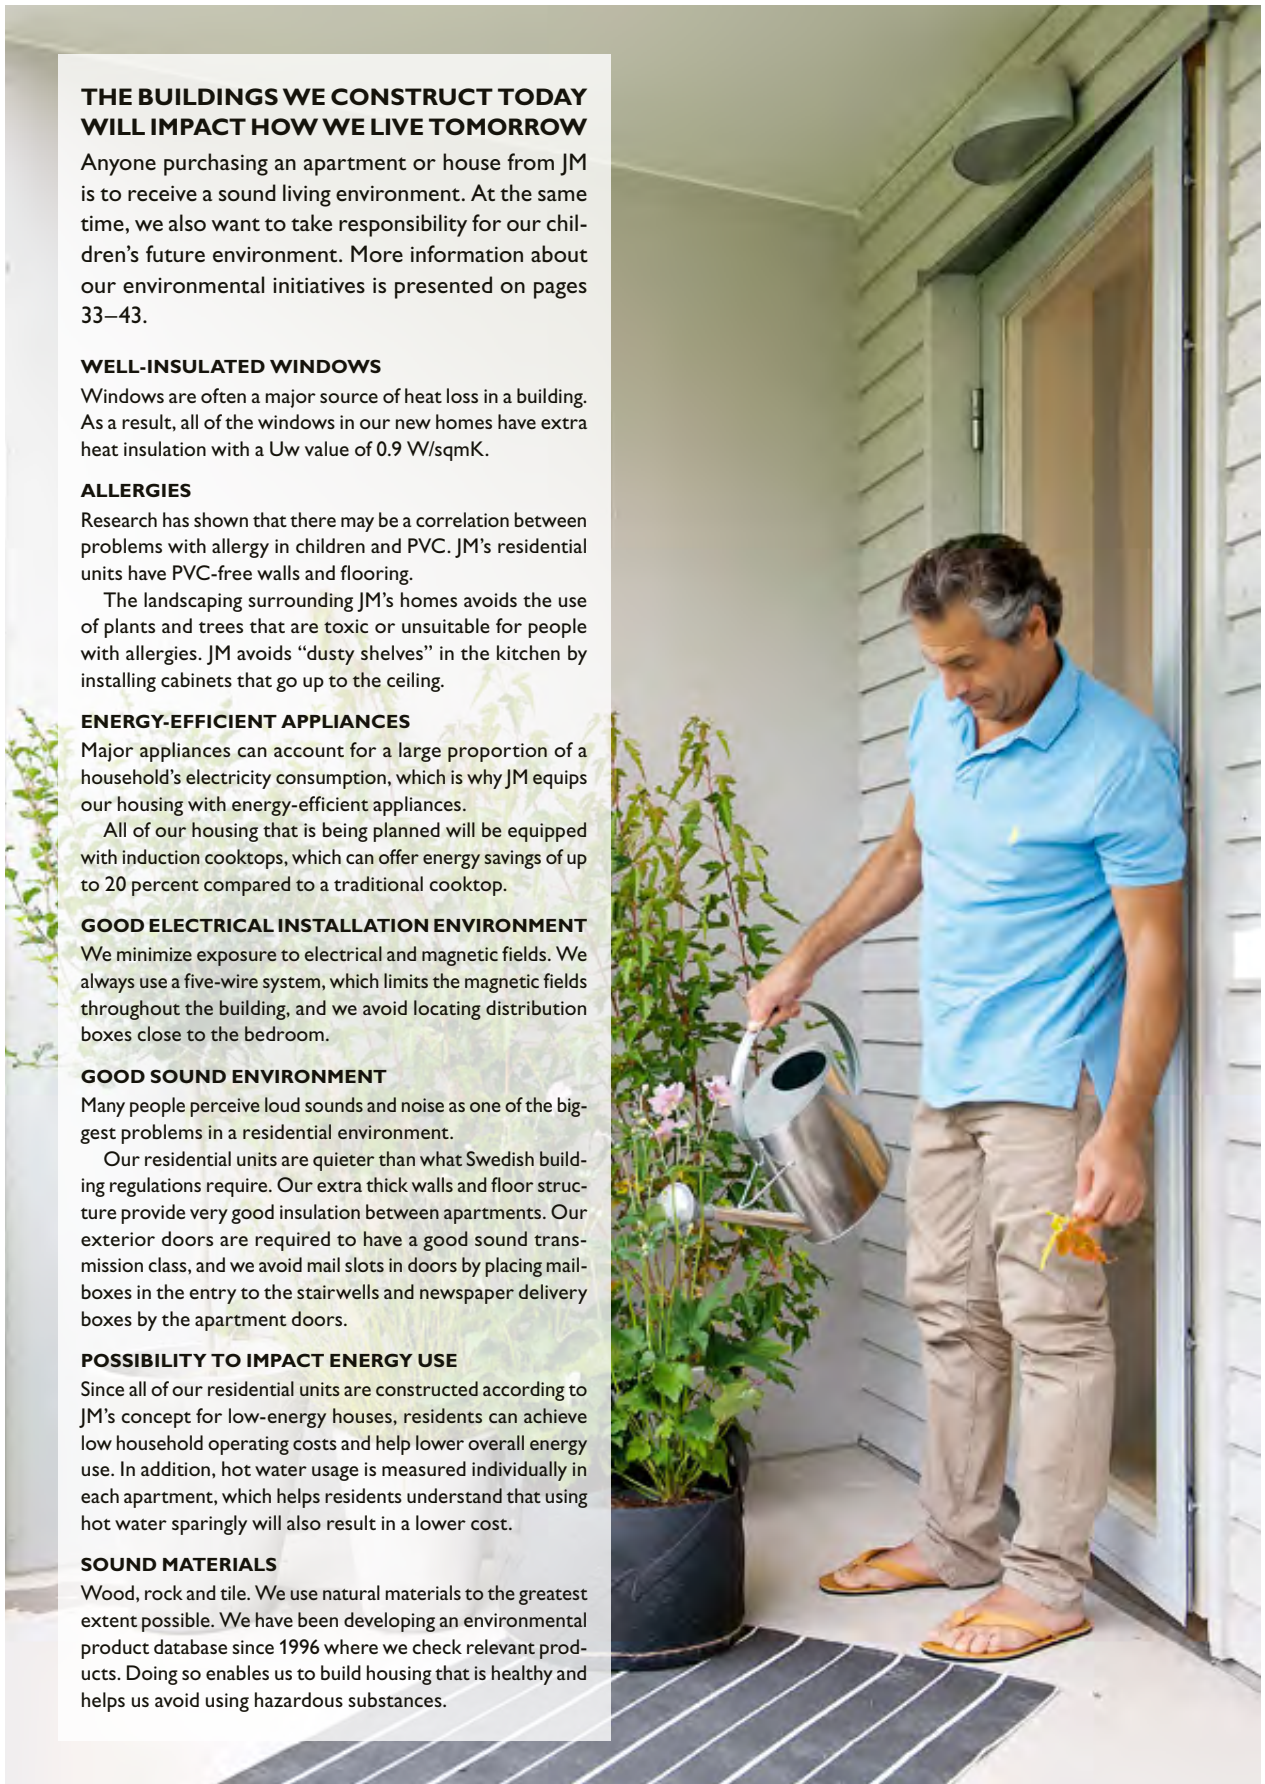 THE BUILDINGS WE CONSTRUCT TODAY
WILL IMPACT HOW WE LIVE TOMORROW
Anyone purchasing an apartment or house from JM
is to receive a sound living environment. At the same
time, we also want to take responsibility for our chil-
dren’s future environment. More information about
our environmental initiatives is presented on pages
33–43.
WELL-INSULATED WINDOWS
Windows are often a major source of heat loss in a building.
As a result, all of the windows in our new homes have extra
heat insulation with a Uw value of 0.9 W/sqmK.
ALLERGIES
Research has shown that there may be a correlation between
problems with allergy in children and PVC. JM’s residential
units have PVC-free walls and flooring.
The landscaping surrounding JM’s homes avoids the use
of plants and trees that are toxic or unsuitable for people
with allergies. JM avoids “dusty shelves” in the kitchen by
installing cabinets that go up to the ceiling.
ENERGY-EFFICIENT APPLIANCES
Major appliances can account for a large proportion of a
household’s electricity consumption, which is why JM equips
our housing with energy-efficient appliances.
All of our housing that is being planned will be equipped
with induction cooktops, which can offer energy savings of up
to 20 percent compared to a traditional cooktop.
GOOD ELECTRICAL INSTALLATION ENVIRONMENT
We minimize exposure to electrical and magnetic fields. We
always use a five-wire system, which limits the magnetic fields
throughout the building, and we avoid locating distribution
boxes close to the bedroom.
GOOD SOUND ENVIRONMENT
Many people perceive loud sounds and noise as one of the big-
gest problems in a residential environment.
Our residential units are quieter than what Swedish build-
ing regulations require. Our extra thick walls and floor struc-
ture provide very good insulation between apartments. Our
exterior doors are required to have a good sound trans-
mission class, and we avoid mail slots in doors by placing mail-
boxes in the entry to the stairwells and newspaper delivery
boxes by the apartment doors.
POSSIBILITY TO IMPACT ENERGY USE
Since all of our residential units are constructed according to
JM’s concept for low-energy houses, residents can achieve
low household operating costs and help lower overall energy
use. In addition, hot water usage is measured individually in
each apartment, which helps residents understand that using
hot water sparingly will also result in a lower cost.
SOUND MATERIALS
Wood, rock and tile. We use natural materials to the greatest
extent possible. We have been developing an environmental
product database since 1996 where we check relevant prod-
ucts. Doing so enables us to build housing that is healthy and
helps us avoid using hazardous substances.